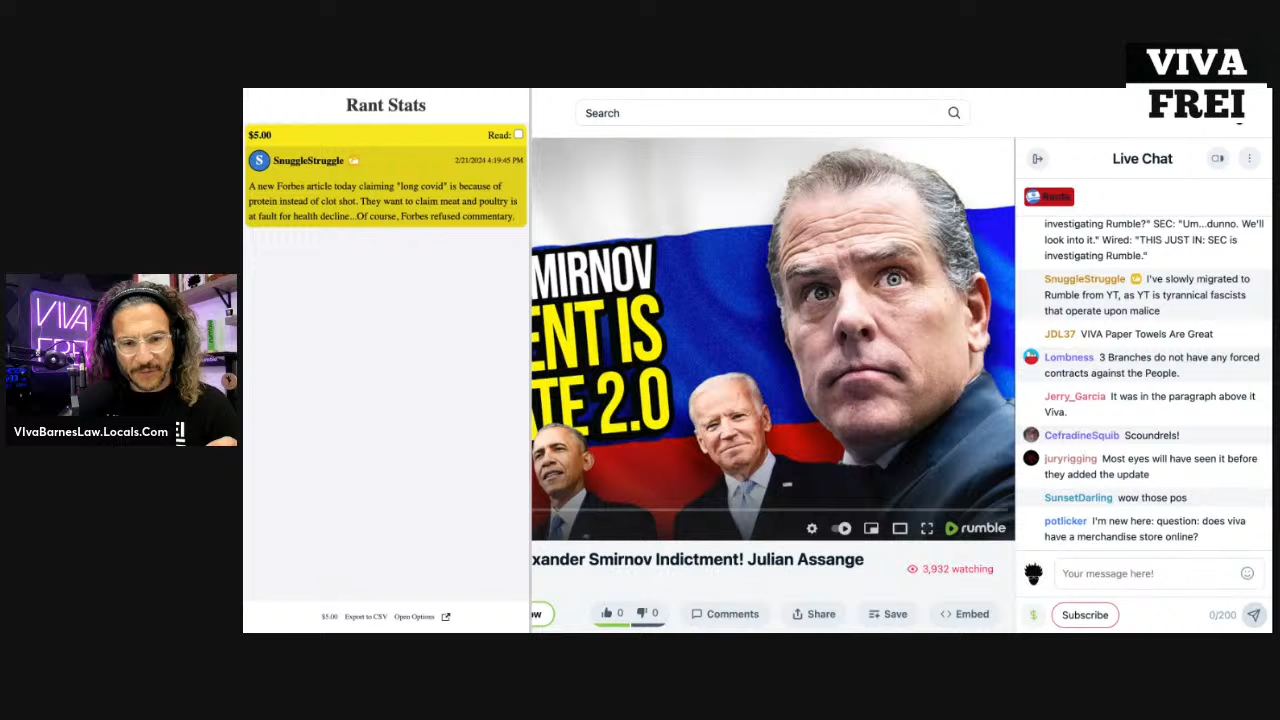 VIVA
FREI
Rant Stats
$5.00
Read:
S
SnuggleStruggle
2/21/2024 4:19:45 PM
A new Forbes article today claiming "long covid" is because of
protein instead of clot shot. They want to claim meat and poultry is
at fault for health decline...Of course, Forbes refused commentary.
$5.00
Export to CSV
Open Options
VIVA
FRE
VIvaBarnesLaw.Locals.Com
Search
MIRNOV
ENT IS
TE 2.0
rumble
xander Smirnov Indictment! Julian Assange
3,932 watching
ow
0
0
Comments
Share
Save
Embed
Live Chat
Rants
investigating Rumble?" SEC: "Um...dunno. We'll
look into it." Wired: "THIS JUST IN: SEC is
investigating Rumble."
SnuggleStruggle I've slowly migrated to
Rumble from YT, as YT is tyrannical fascists
that operate upon malice
JDL37 VIVA Paper Towels Are Great
Lombness 3 Branches do not have any forced
contracts against the People.
Jerry_Garcia It was in the paragraph above it
Viva.
CefradineSquib Scoundrels!
juryrigging Most eyes will have seen it before
they added the update
SunsetDarling wow those pos
potlicker I'm new here: question: does viva
have a merchandise store online?
Your message here!
$
Subscribe
0/200